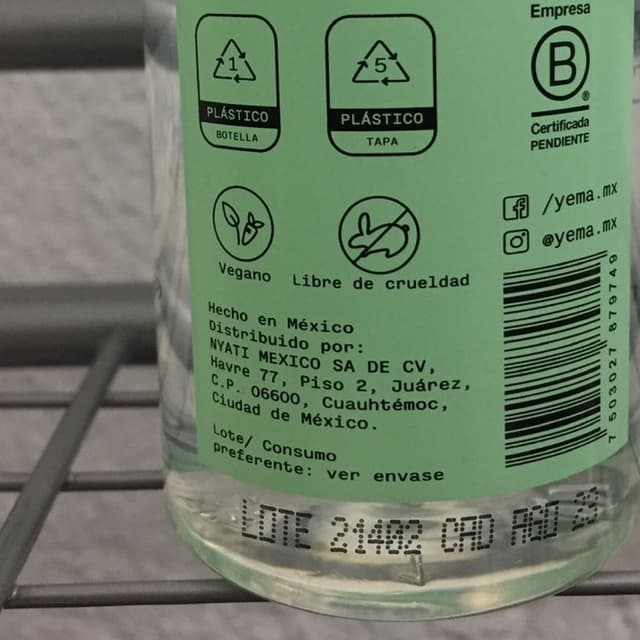 1
PLÁSTICO
BOTELLA
5
PLÁSTICO
TAPA
Empresa
B
®
Certificada
PENDIENTE
Vegano
Libre de crueldad
/yema.mx
@yema.mx
Hecho en México
Distribuido por:
NYATI MEXICO SA DE CV,
Havre 77, Piso 2, Juárez,
C.P. 06600, Cuauhtémoc,
Ciudad de México.
Lote/ Consumo
preferente: ver envase
7 503027 879749
LOTE 21402 CAD AGO 23